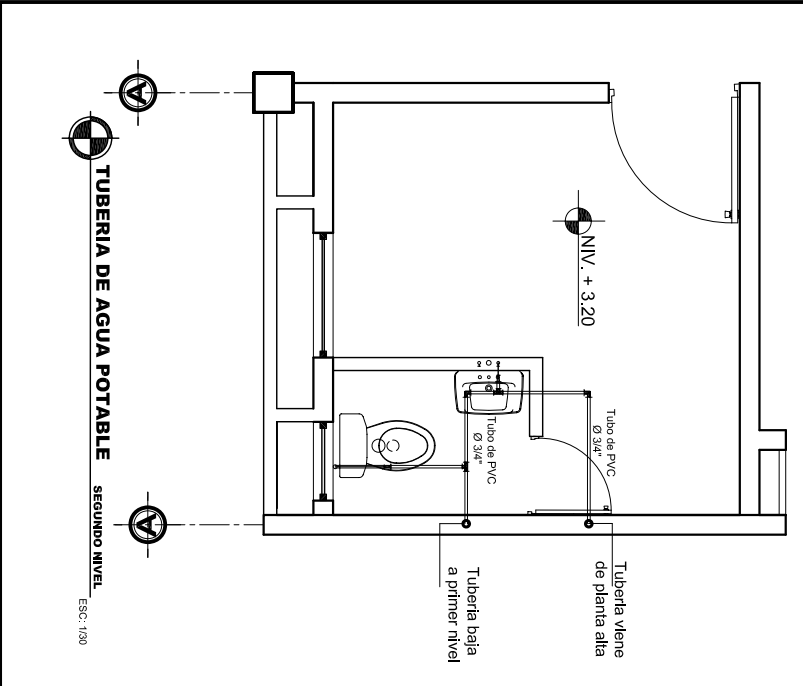 A
A
NIV. + 3.20
Tubo de PVC
Ø 3/4"
Tubo de PVC
Ø 3/4"
Tuberia viene
de planta alta
Tuberia baja
a primer nivel
TUBERIA DE AGUA POTABLE
SEGUNDO NIVEL
ESC: 1/30